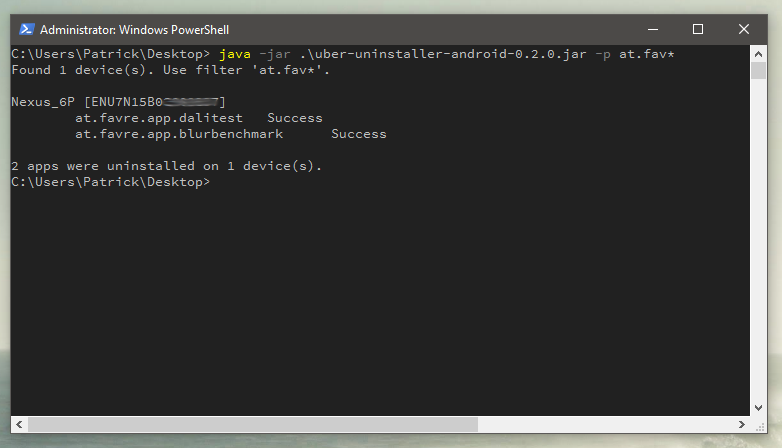 Administrator: Windows PowerShell
C:\Users\Patrick\Desktop> java -jar .\uber-uninstaller-android-0.2.0.jar -p at.fav*
Found 1 device(s). Use filter 'at.fav*'.
Nexus_6P [ENU7N15B0 7]
at.favre.app.dalitest Success
at.favre.app.blurbenchmark Success
2 apps were uninstalled on 1 device(s).
C:\Users\Patrick\Desktop>